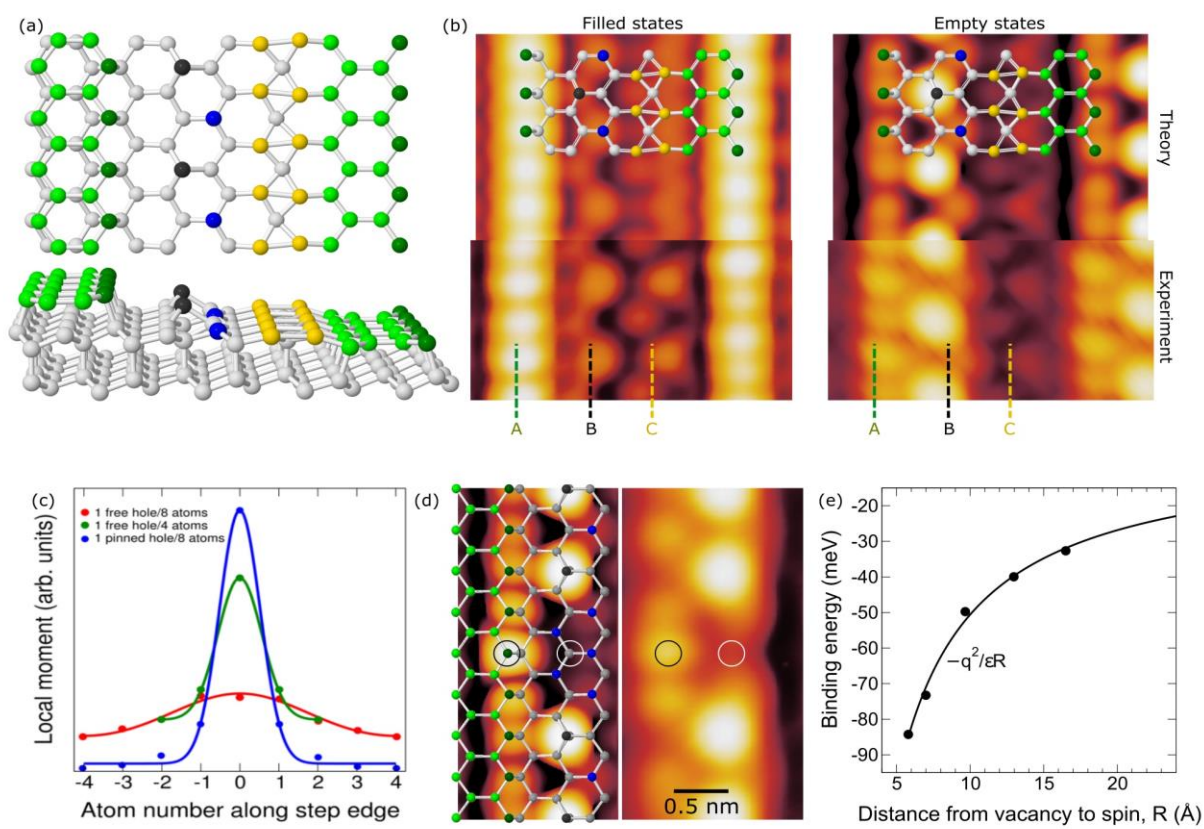 (a)
(b)
Filled states
Empty states
Theory
Experiment
A
B
C
A
B
C
(c)
Local moment (arb. units)
1 free hole/8 atoms
1 free hole/4 atoms
1 pinned hole/8 atoms
-4 -3 -2 -1 0 1 2 3 4
Atom number along step edge
(d)
0.5 nm
(e)
Binding energy (meV)
-20
-30
-40
-50
-60
-70
-80
-90
−q²/εR
5 10 15 20
Distance from vacancy to spin, R (Å)